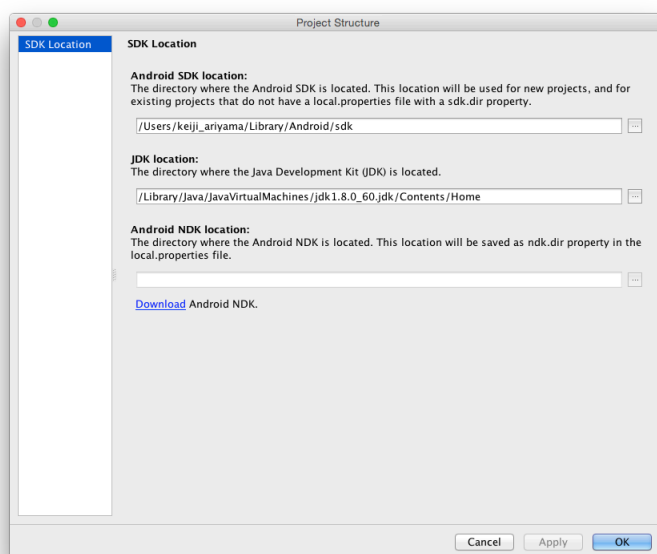 Project Structure
SDK Location
SDK Location
Android SDK location:
The directory where the Android SDK is located. This location will be used for new projects, and for
existing projects that do not have a local.properties file with a sdk.dir property.
/Users/keiji_ariyama/Library/Android/sdk
...
JDK location:
The directory where the Java Development Kit (JDK) is located.
/Library/Java/JavaVirtualMachines/jdk1.8.0_60.jdk/Contents/Home
...
Android NDK location:
The directory where the Android NDK is located. This location will be saved as ndk.dir property in the
local.properties file.
...
Download Android NDK.
Cancel
Apply
OK